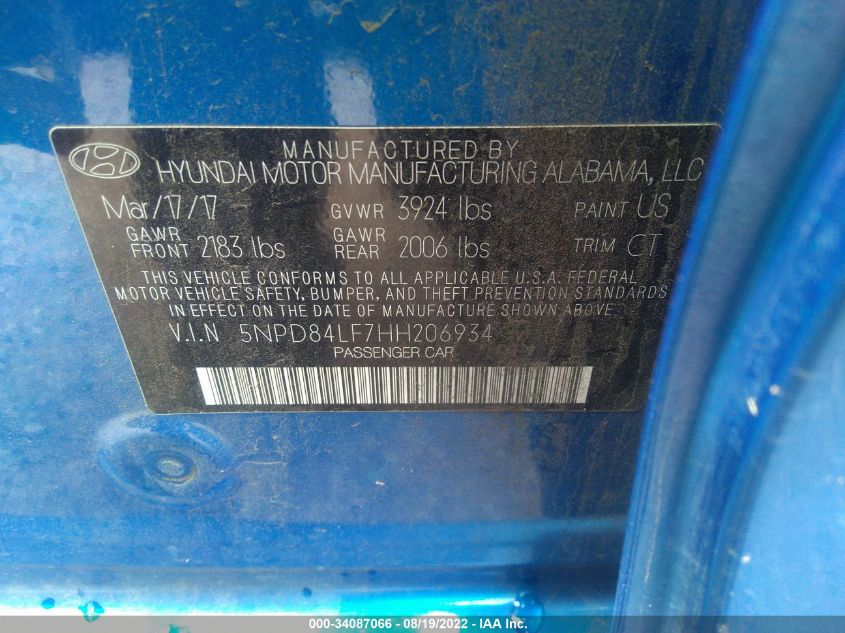 MANUFACTURED BY
HYUNDAI MOTOR MANUFACTURING ALABAMA, LLC
Mar/17/17 GVWR 3924 lbs PAINT US
GAWR FRONT 2183 lbs GAWR REAR 2006 lbs TRIM CT
THIS VEHICLE CONFORMS TO ALL APPLICABLE U.S.A. FEDERAL
MOTOR VEHICLE SAFETY, BUMPER, AND THEFT PREVENTION STANDARDS
IN EFFECT ON THE DATE OF MANUFACTURE SHOWN ABOVE.
V.I.N 5NPD84LF7HH206934
PASSENGER CAR
000-34087066 - 08/19/2022 - IAA Inc.